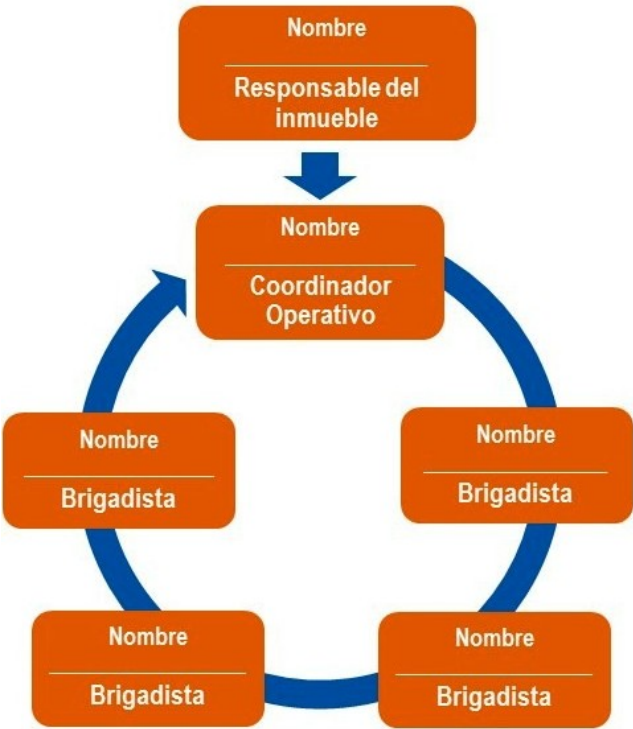 Nombre
Responsable del
inmueble
Nombre
Coordinador
Operativo
Nombre
Brigadista
Nombre
Brigadista
Nombre
Brigadista
Nombre
Brigadista